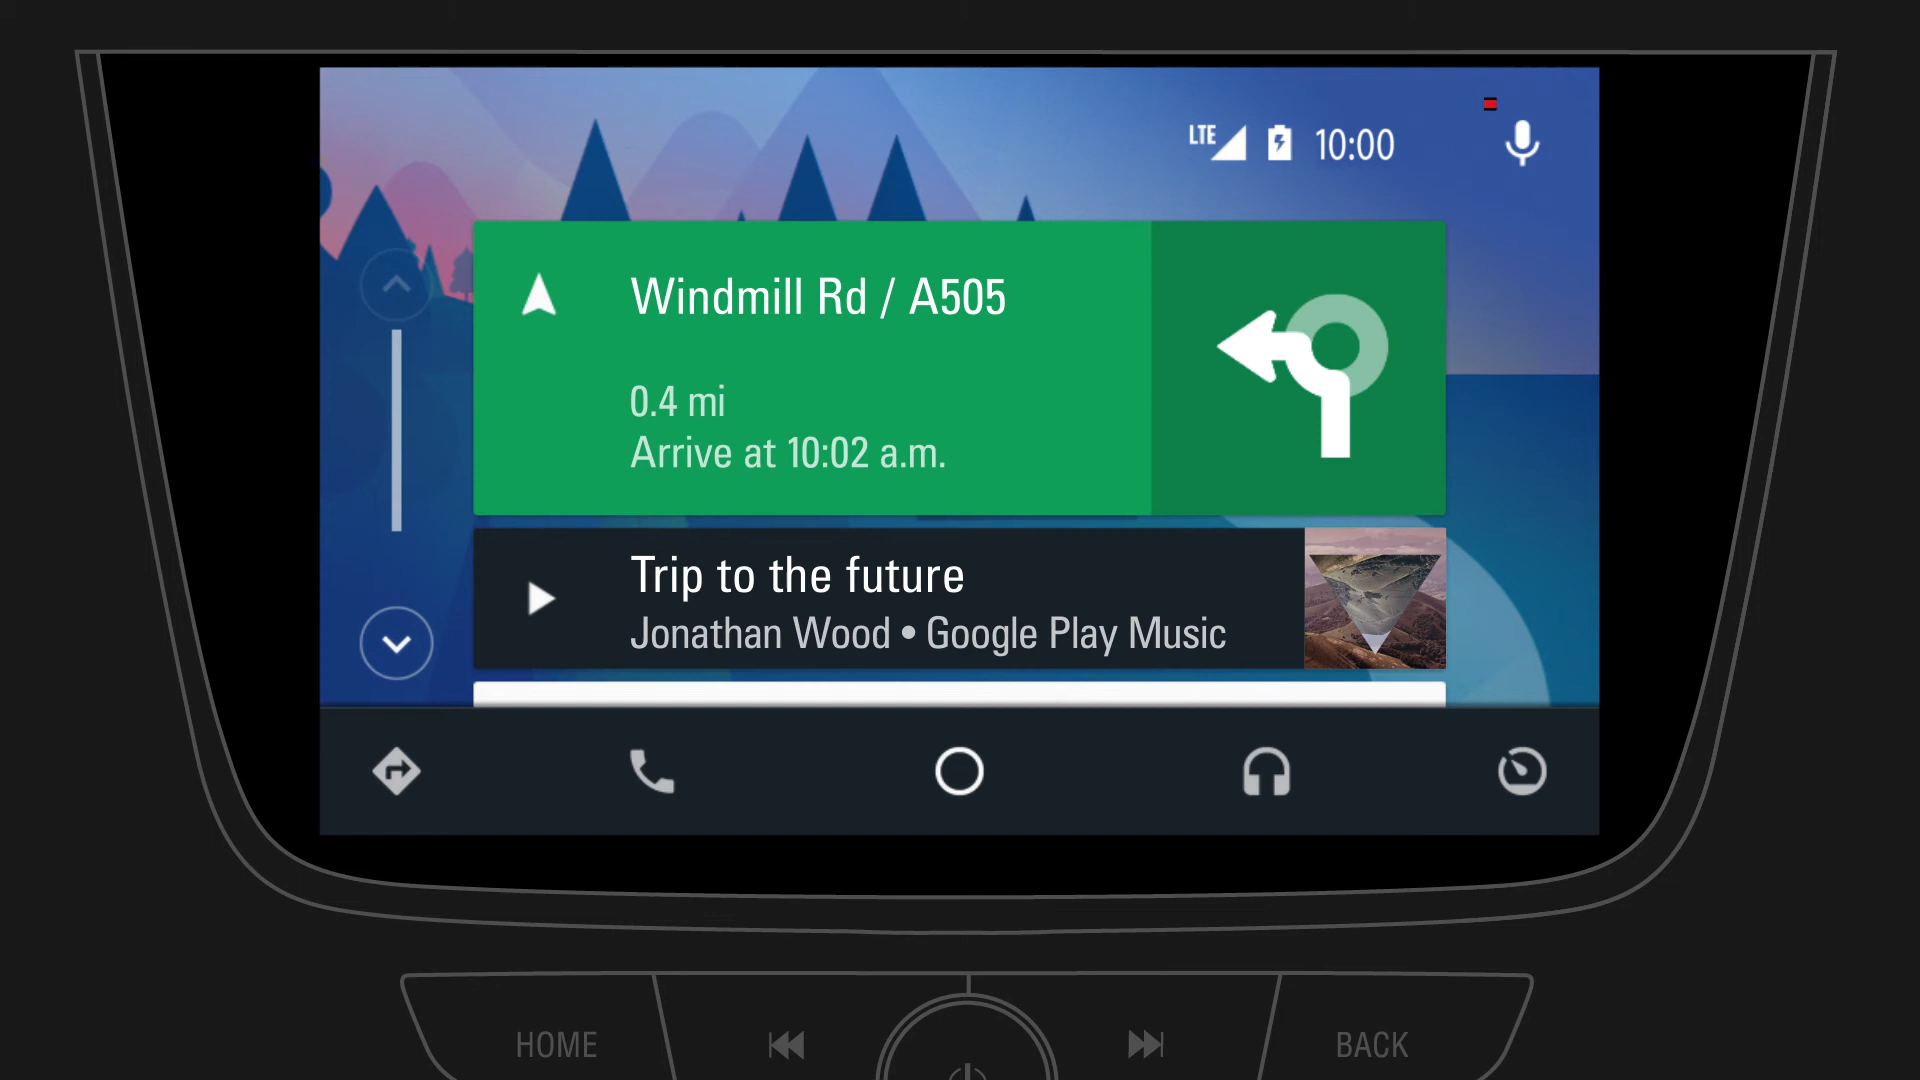 LTE 10:00
Windmill Rd / A505
0.4 mi
Arrive at 10:02 a.m.
Trip to the future
Jonathan Wood • Google Play Music
HOME
BACK